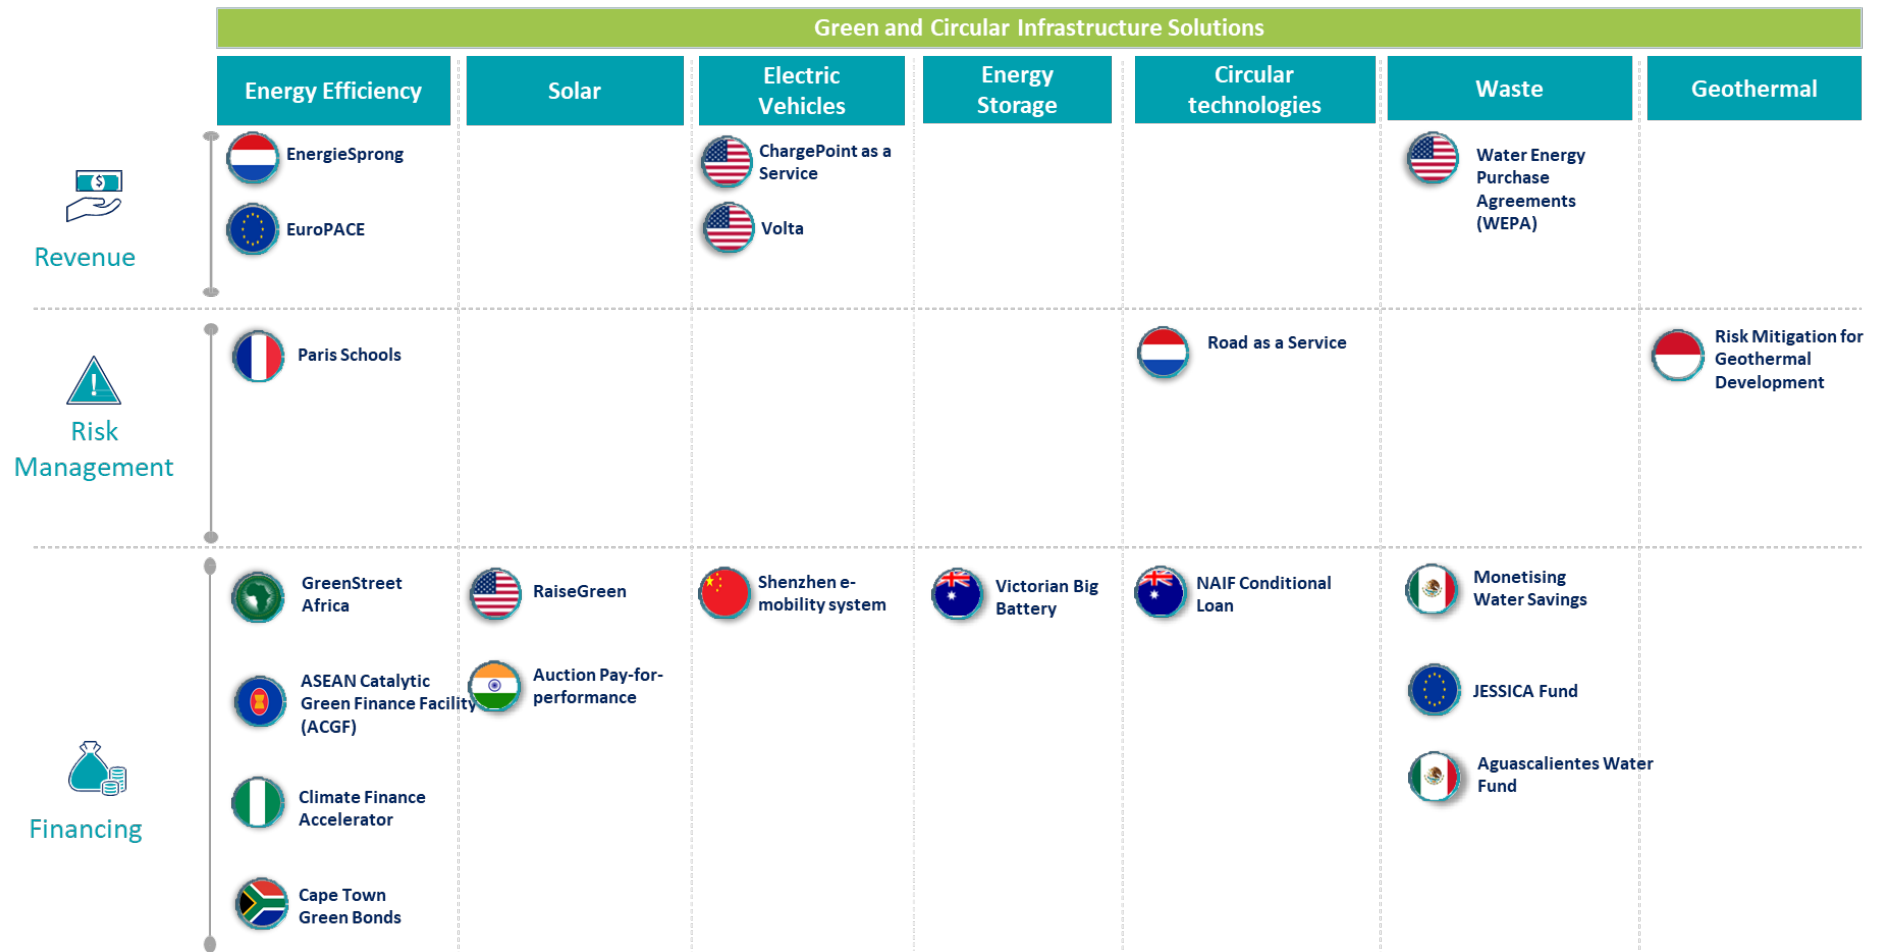 Green and Circular Infrastructure Solutions
Energy Efficiency
Solar
Electric
Vehicles
Energy
Storage
Circular
technologies
Waste
Geothermal
Revenue
EnergieSprong
EuroPACE
ChargePoint as a
Service
Volta
Water Energy
Purchase
Agreements
(WEPA)
Risk
Management
Paris Schools
Road as a Service
Risk Mitigation for
Geothermal
Development
Financing
GreenStreet
Africa
ASEAN Catalytic
Green Finance Facility
(ACGF)
Climate Finance
Accelerator
Cape Town
Green Bonds
RaiseGreen
Auction Pay-for-
performance
Shenzhen e-
mobility system
Victorian Big
Battery
NAIF Conditional
Loan
Monetising
Water Savings
JESSICA Fund
Aguascalientes Water
Fund